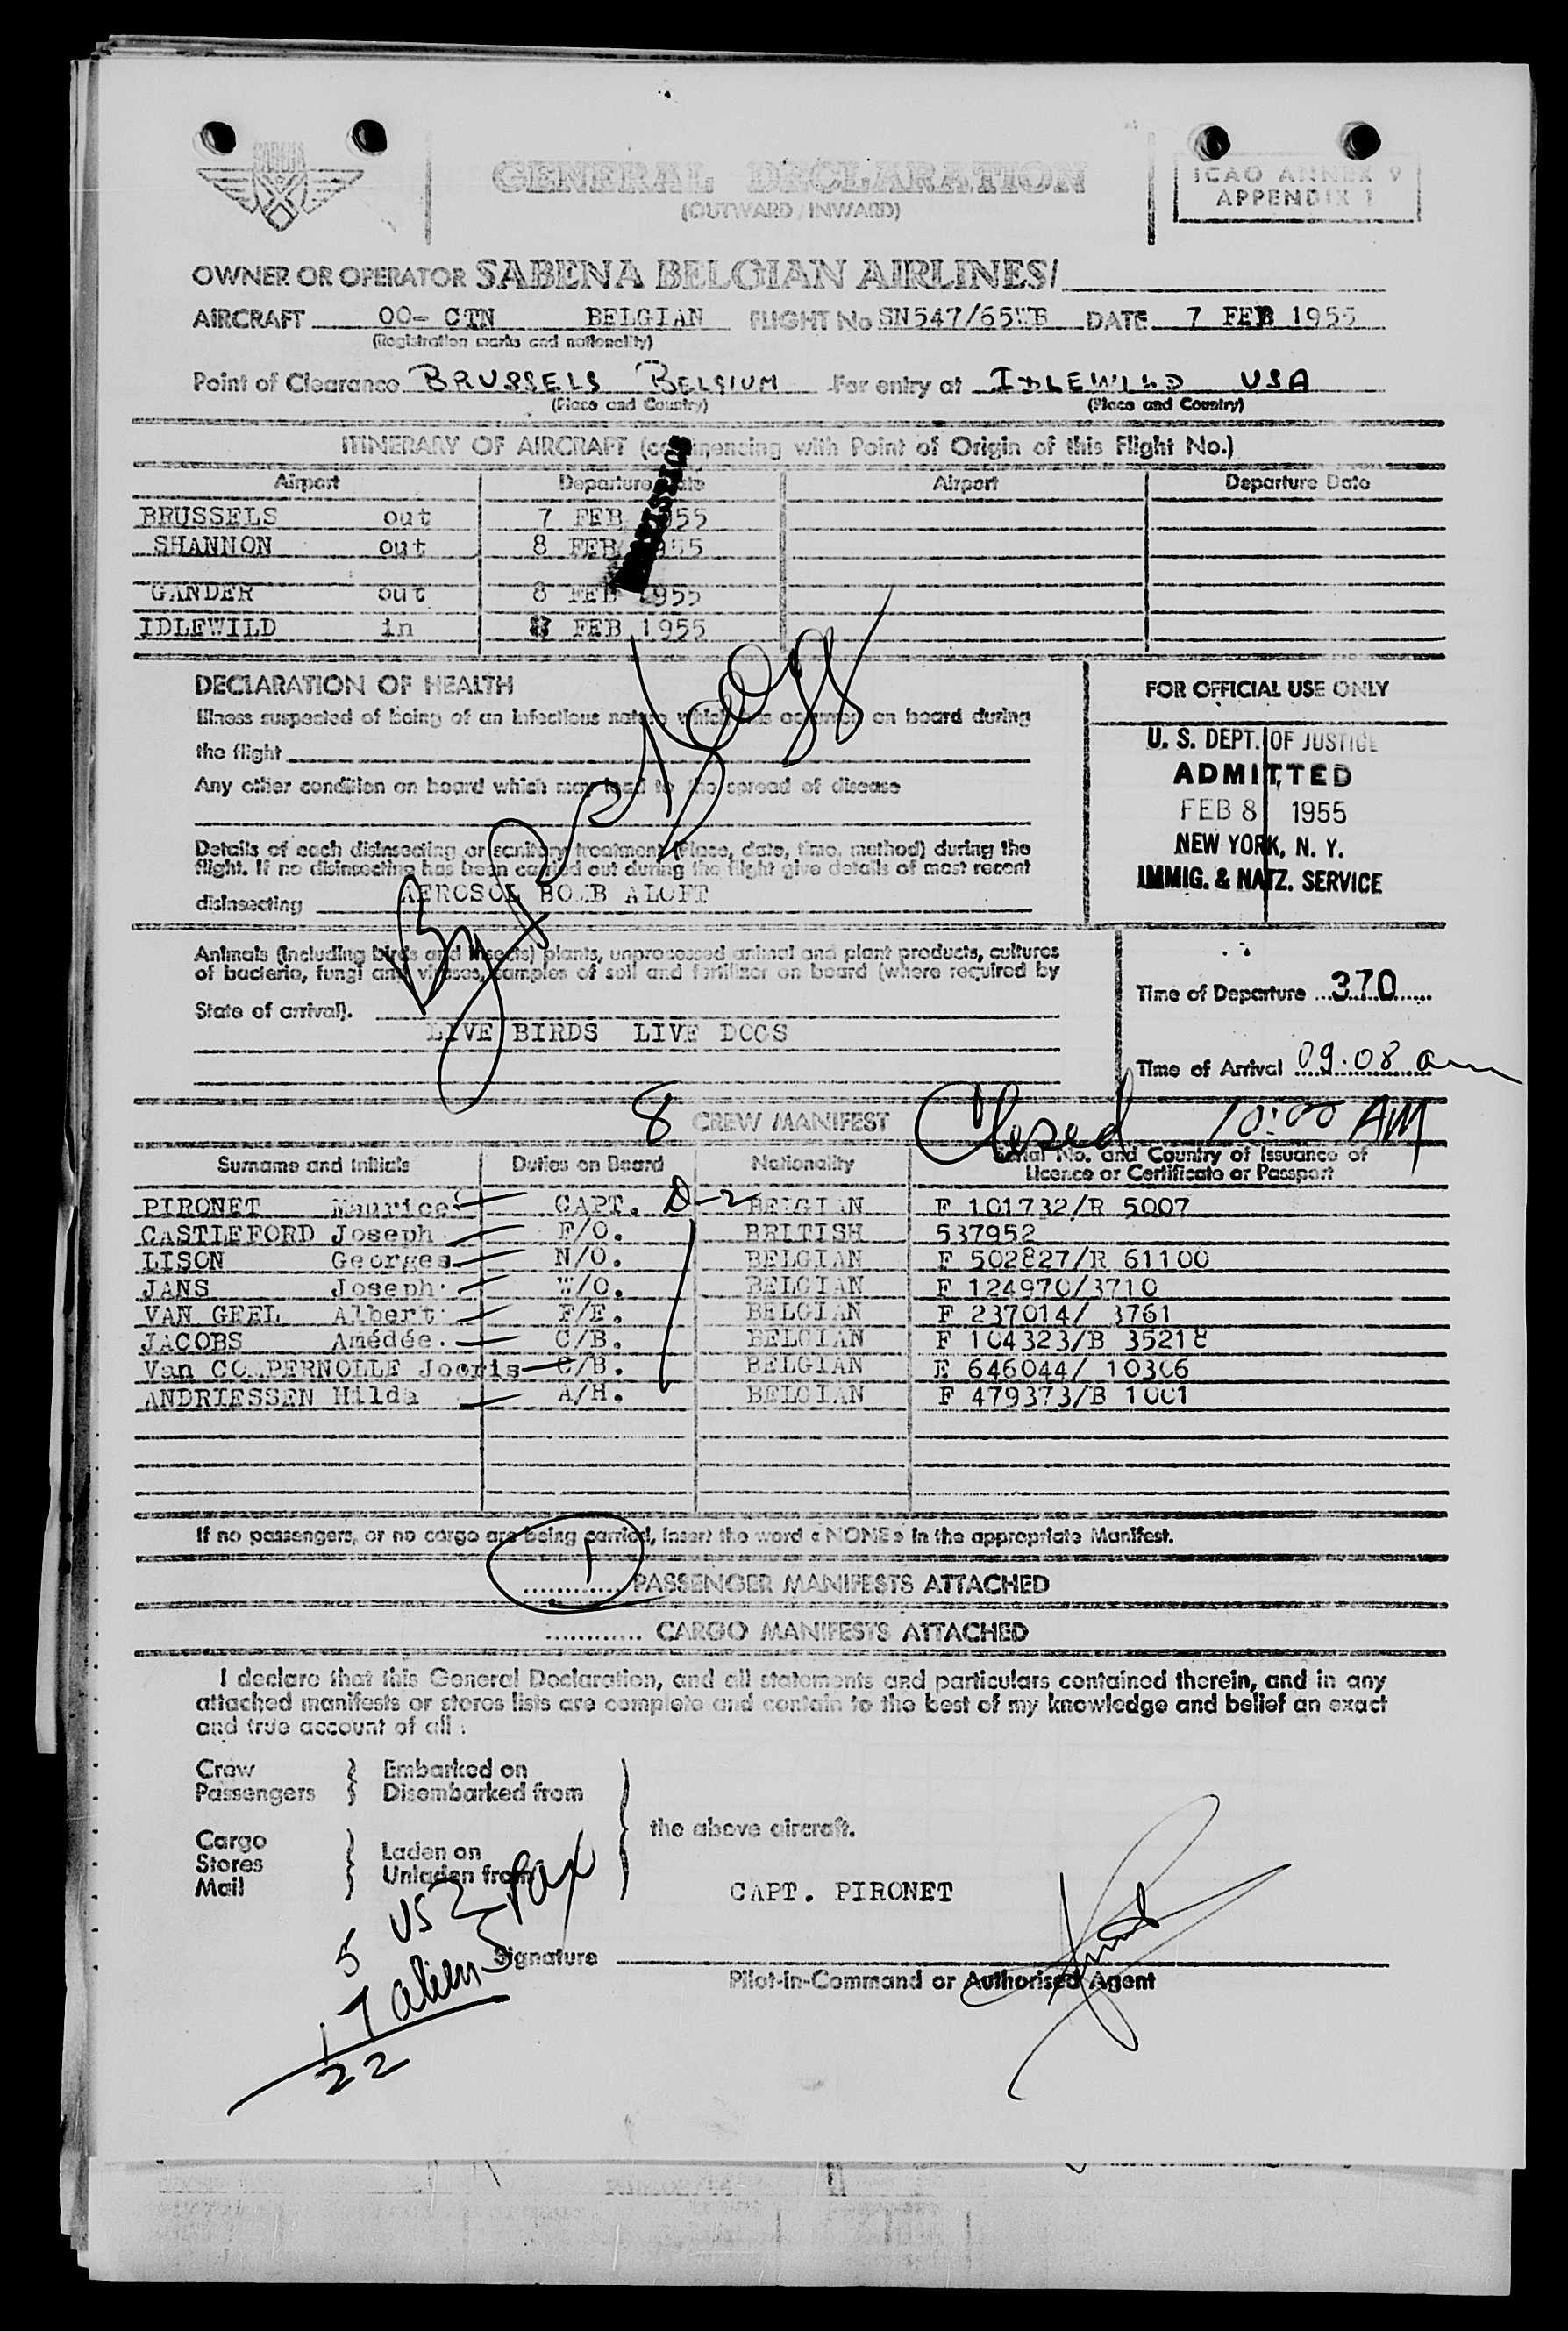 SABENA
GENERAL DECLARATION
(OUTWARD / INWARD)
ICAO ANNEX 9
APPENDIX 1
OWNER OR OPERATOR SABENA BELGIAN AIRLINES/
AIRCRAFT OO- CTN BELGIAN FLIGHT No SN547/65WB DATE 7 FEB 1955
(Registration marks and nationality)
Point of Clearance BRUSSELS BELGIUM For entry at IDLEWILD USA
(Place and Country) (Place and Country)
ITINERARY OF AIRCRAFT (commencing with Point of Origin of this Flight No.)
Airport Departure Date Airport Departure Date
BRUSSELS out 7 FEB 1955
SHANNON out 8 FEB 1955
GANDER out 8 FEB 1955
IDLEWILD in 8 FEB 1955
DECLARATION OF HEALTH
Illness suspected of being of an infectious nature which has occurred on board during
the flight
Any other condition on board which may lead to the spread of disease
Details of each disinsecting or sanitary treatment (Place, date, time, method) during the
flight. If no disinsecting has been carried out during the flight give details of most recent
disinsecting AEROSOL BOMB ALOFT
FOR OFFICIAL USE ONLY
U. S. DEPT. OF JUSTICE
ADMITTED
FEB 8 1955
NEW YORK, N. Y.
IMMIG. & NATZ. SERVICE
Animals (including birds and insects) plants, unprocessed animal and plant products, cultures
of bacteria, fungi and viruses, samples of soil and fertilizer on board (where required by
State of arrival).
LIVE BIRDS LIVE DOGS
Time of Departure 370
Time of Arrival 09.08 am
8 CREW MANIFEST Closed 10:00 AM
Surname and Initials Duties on Board Nationality Serial No. and Country of Issuance of
Licence or Certificate or Passport
PIRONET Maurice CAPT. D-2 BELGIAN F 101732/R 5007
CASTLEFORD Joseph F/O. BRITISH 537952
LISON Georges N/O. BELGIAN F 502827/R 61100
JANS Joseph W/O. BELGIAN F 124970/3710
VAN GEEL Albert F/E. BELGIAN F 237014/ 3761
JACOBS Amédée. C/B. BELGIAN F 104323/B 35218
Van COMPERNOLLE Jooris C/B. BELGIAN E 646044/ 10306
ANDRIESSEN Hilda A/H. BELGIAN F 479373/B 1001
If no passengers, or no cargo are being carried, insert the word « NONE » in the appropriate Manifest.
1 PASSENGER MANIFESTS ATTACHED
............ CARGO MANIFESTS ATTACHED
I declare that this General Declaration, and all statements and particulars contained therein, and in any
attached manifests or stores lists are complete and contain to the best of my knowledge and belief an exact
and true account of all :
Crew Embarked on
Passengers Disembarked from
the above aircraft.
Cargo Laden on
Stores Unladen from
Mail
CAPT. PIRONET
5 US Pax
17 aliens
22
Signature
Pilot-in-Command or Authorised Agent